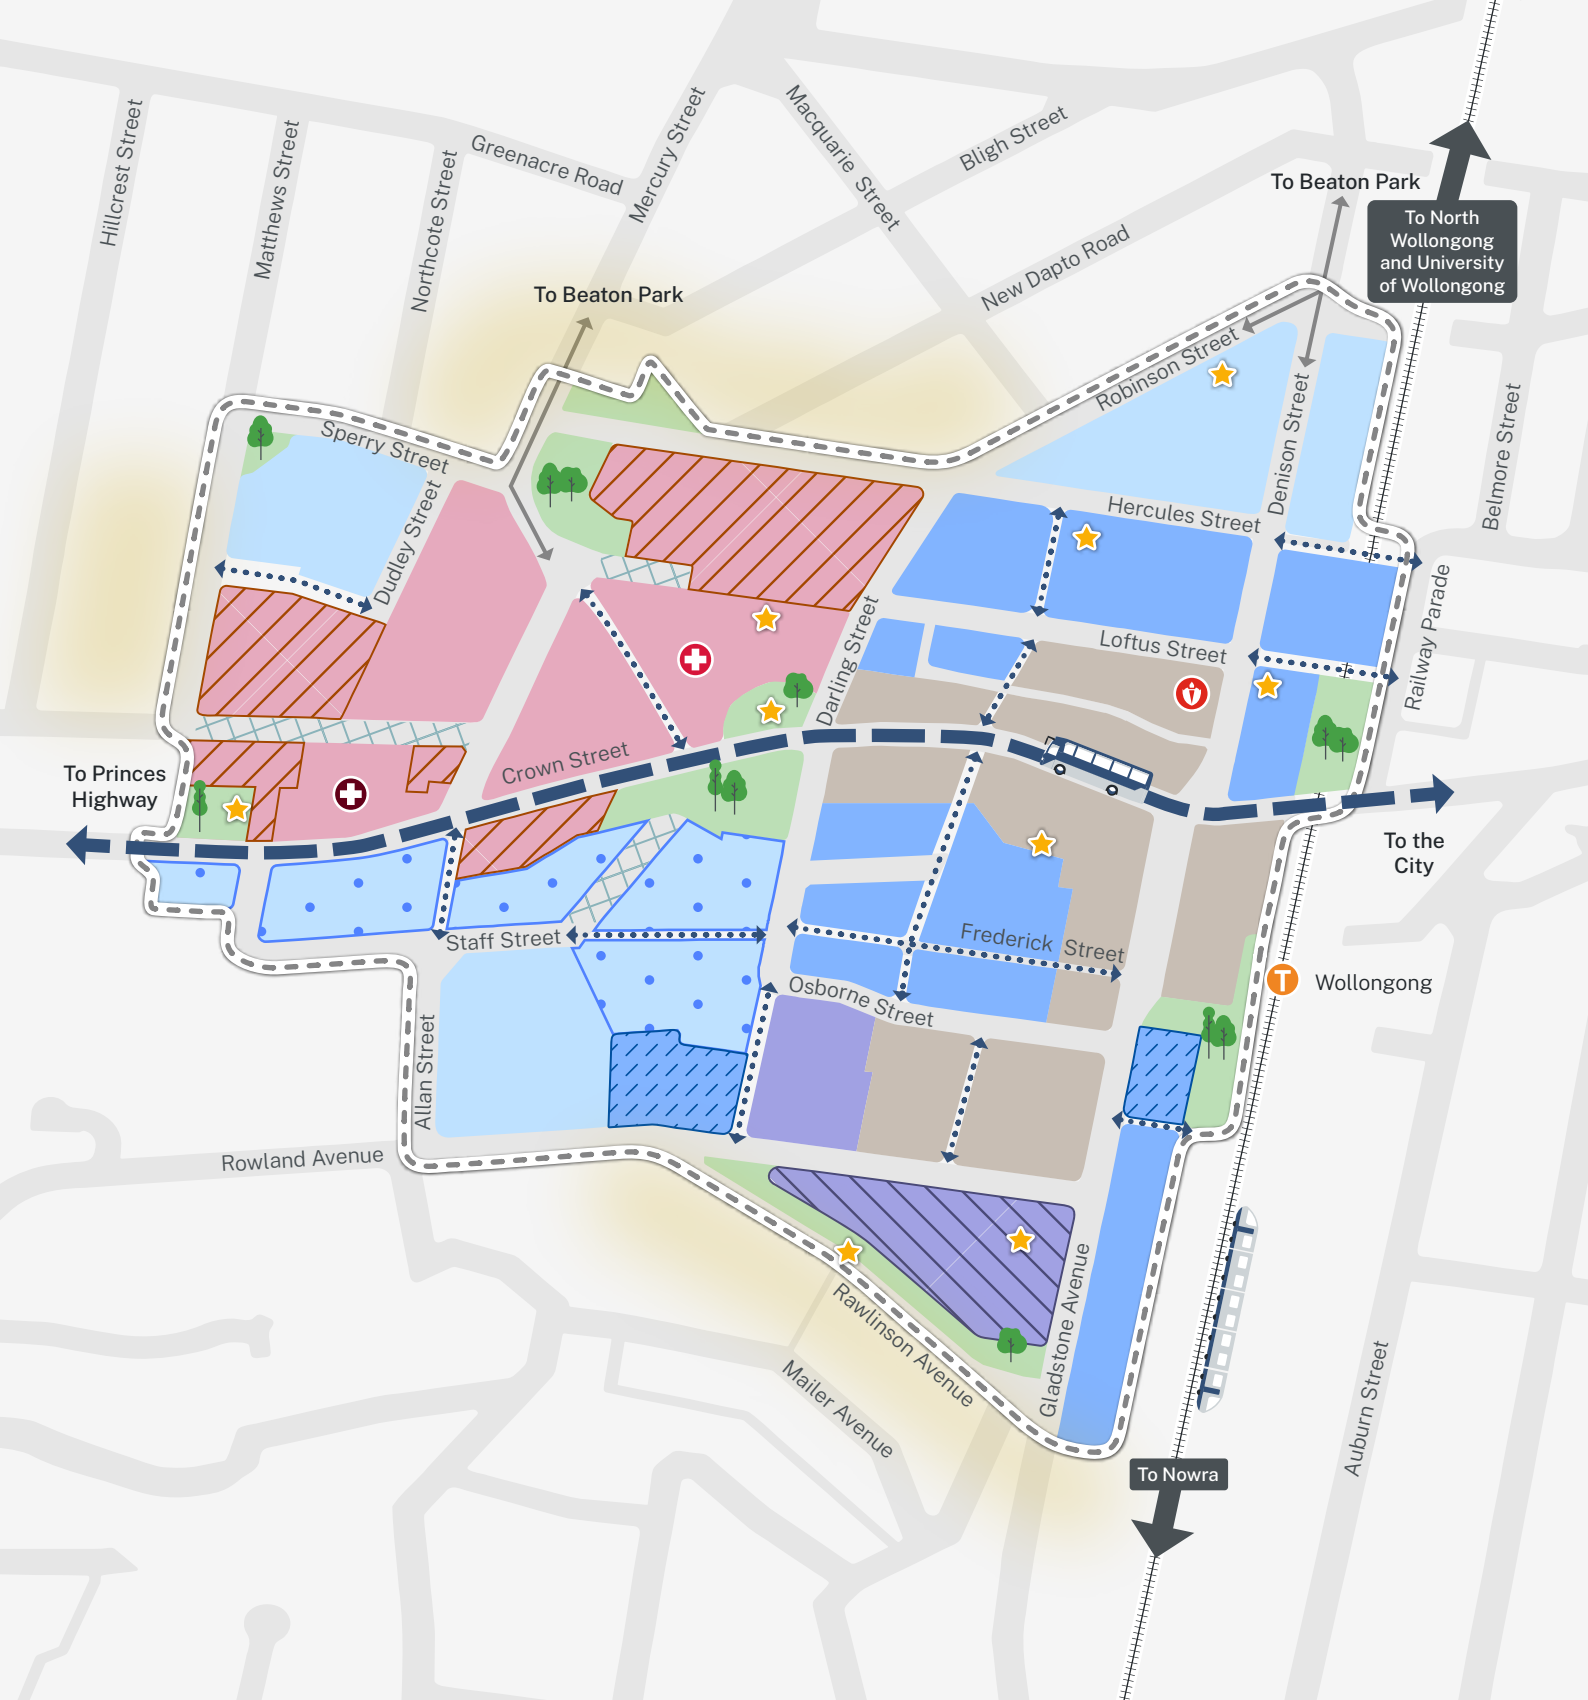 Hillcrest Street
Matthews Street
Northcote Street
Greenacre Road
Mercury Street
Macquarie Street
Bligh Street
New Dapto Road
To Beaton Park
To North
Wollongong
and University
of Wollongong
To Beaton Park
Robinson Street
Denison Street
Belmore Street
Sperry Street
Dudley Street
Hercules Street
Railway Parade
Loftus Street
Darling Street
Crown Street
To Princes
Highway
To the
City
Staff Street
Frederick Street
Osborne Street
T
Wollongong
Allan Street
Rowland Avenue
Gladstone Avenue
Rawlinson Avenue
Mailer Avenue
Auburn Street
To Nowra